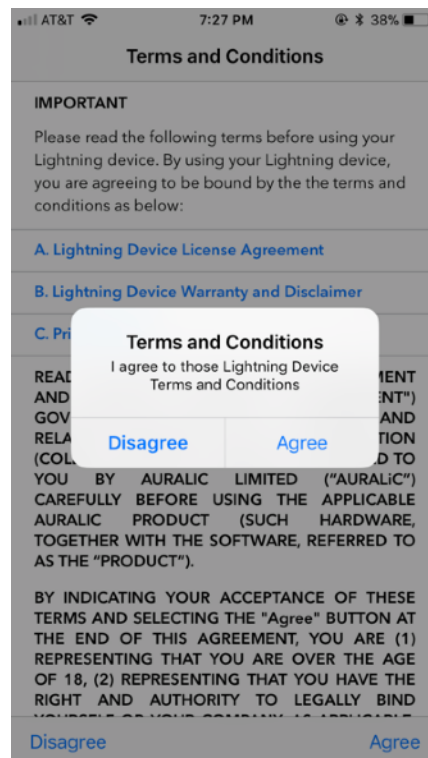 AT&T 7:27 PM 38%
Terms and Conditions
IMPORTANT
Please read the following terms before using your
Lightning device. By using your Lightning device,
you are agreeing to be bound by the the terms and
conditions as below:
A. Lightning Device License Agreement
B. Lightning Device Warranty and Disclaimer
C. Pri
Terms and Conditions
I agree to those Lightning Device
Terms and Conditions
Disagree Agree
READ MENT
AND ENT")
GOV AND
RELA TION
(COL D TO
YOU BY AURALIC LIMITED ("AURALiC")
CAREFULLY BEFORE USING THE APPLICABLE
AURALIC PRODUCT (SUCH HARDWARE,
TOGETHER WITH THE SOFTWARE, REFERRED TO
AS THE “PRODUCT”).
BY INDICATING YOUR ACCEPTANCE OF THESE
TERMS AND SELECTING THE "Agree" BUTTON AT
THE END OF THIS AGREEMENT, YOU ARE (1)
REPRESENTING THAT YOU ARE OVER THE AGE
OF 18, (2) REPRESENTING THAT YOU HAVE THE
RIGHT AND AUTHORITY TO LEGALLY BIND
Disagree Agree